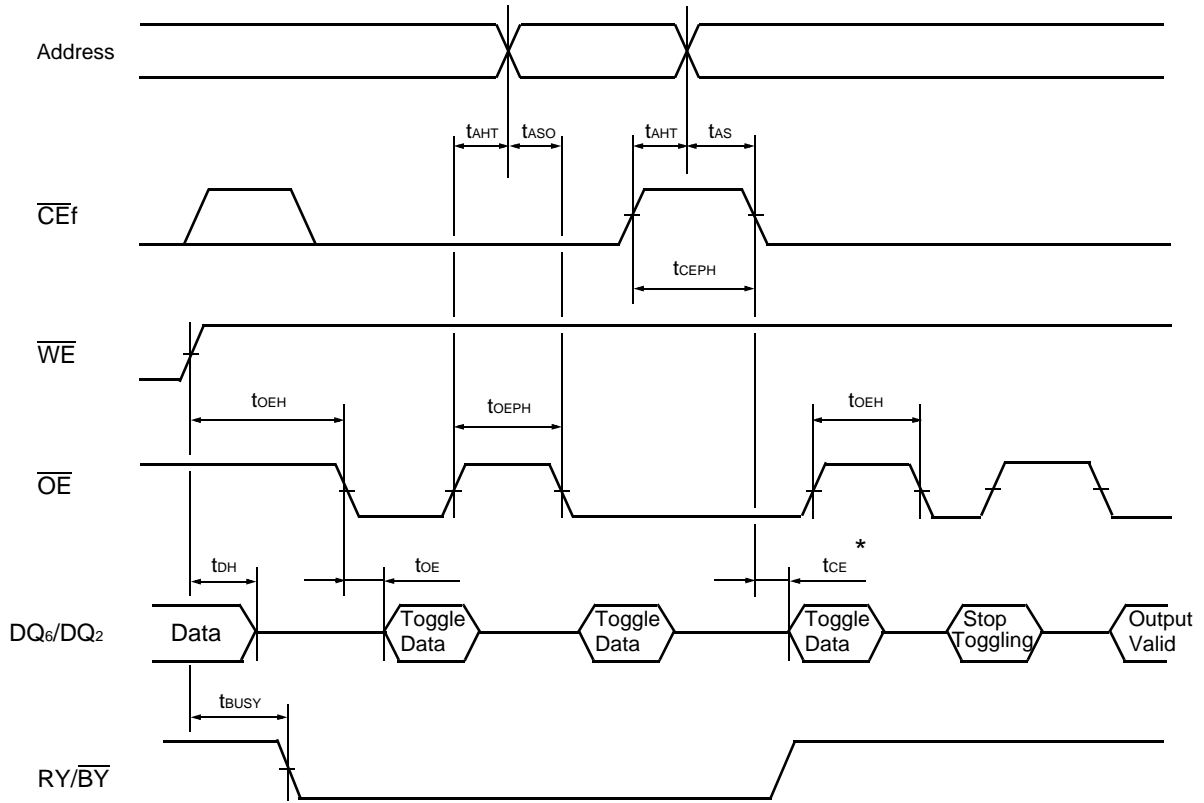 Address
tAHT tASO tAHT tAS
CEf
tCEPH
WE
tOEH tOEPH tOEH
OE
tDH tOE tCE *
DQ6/DQ2 Data Toggle Data Toggle Data Toggle Data Stop Toggling Output Valid
tBUSY
RY/BY